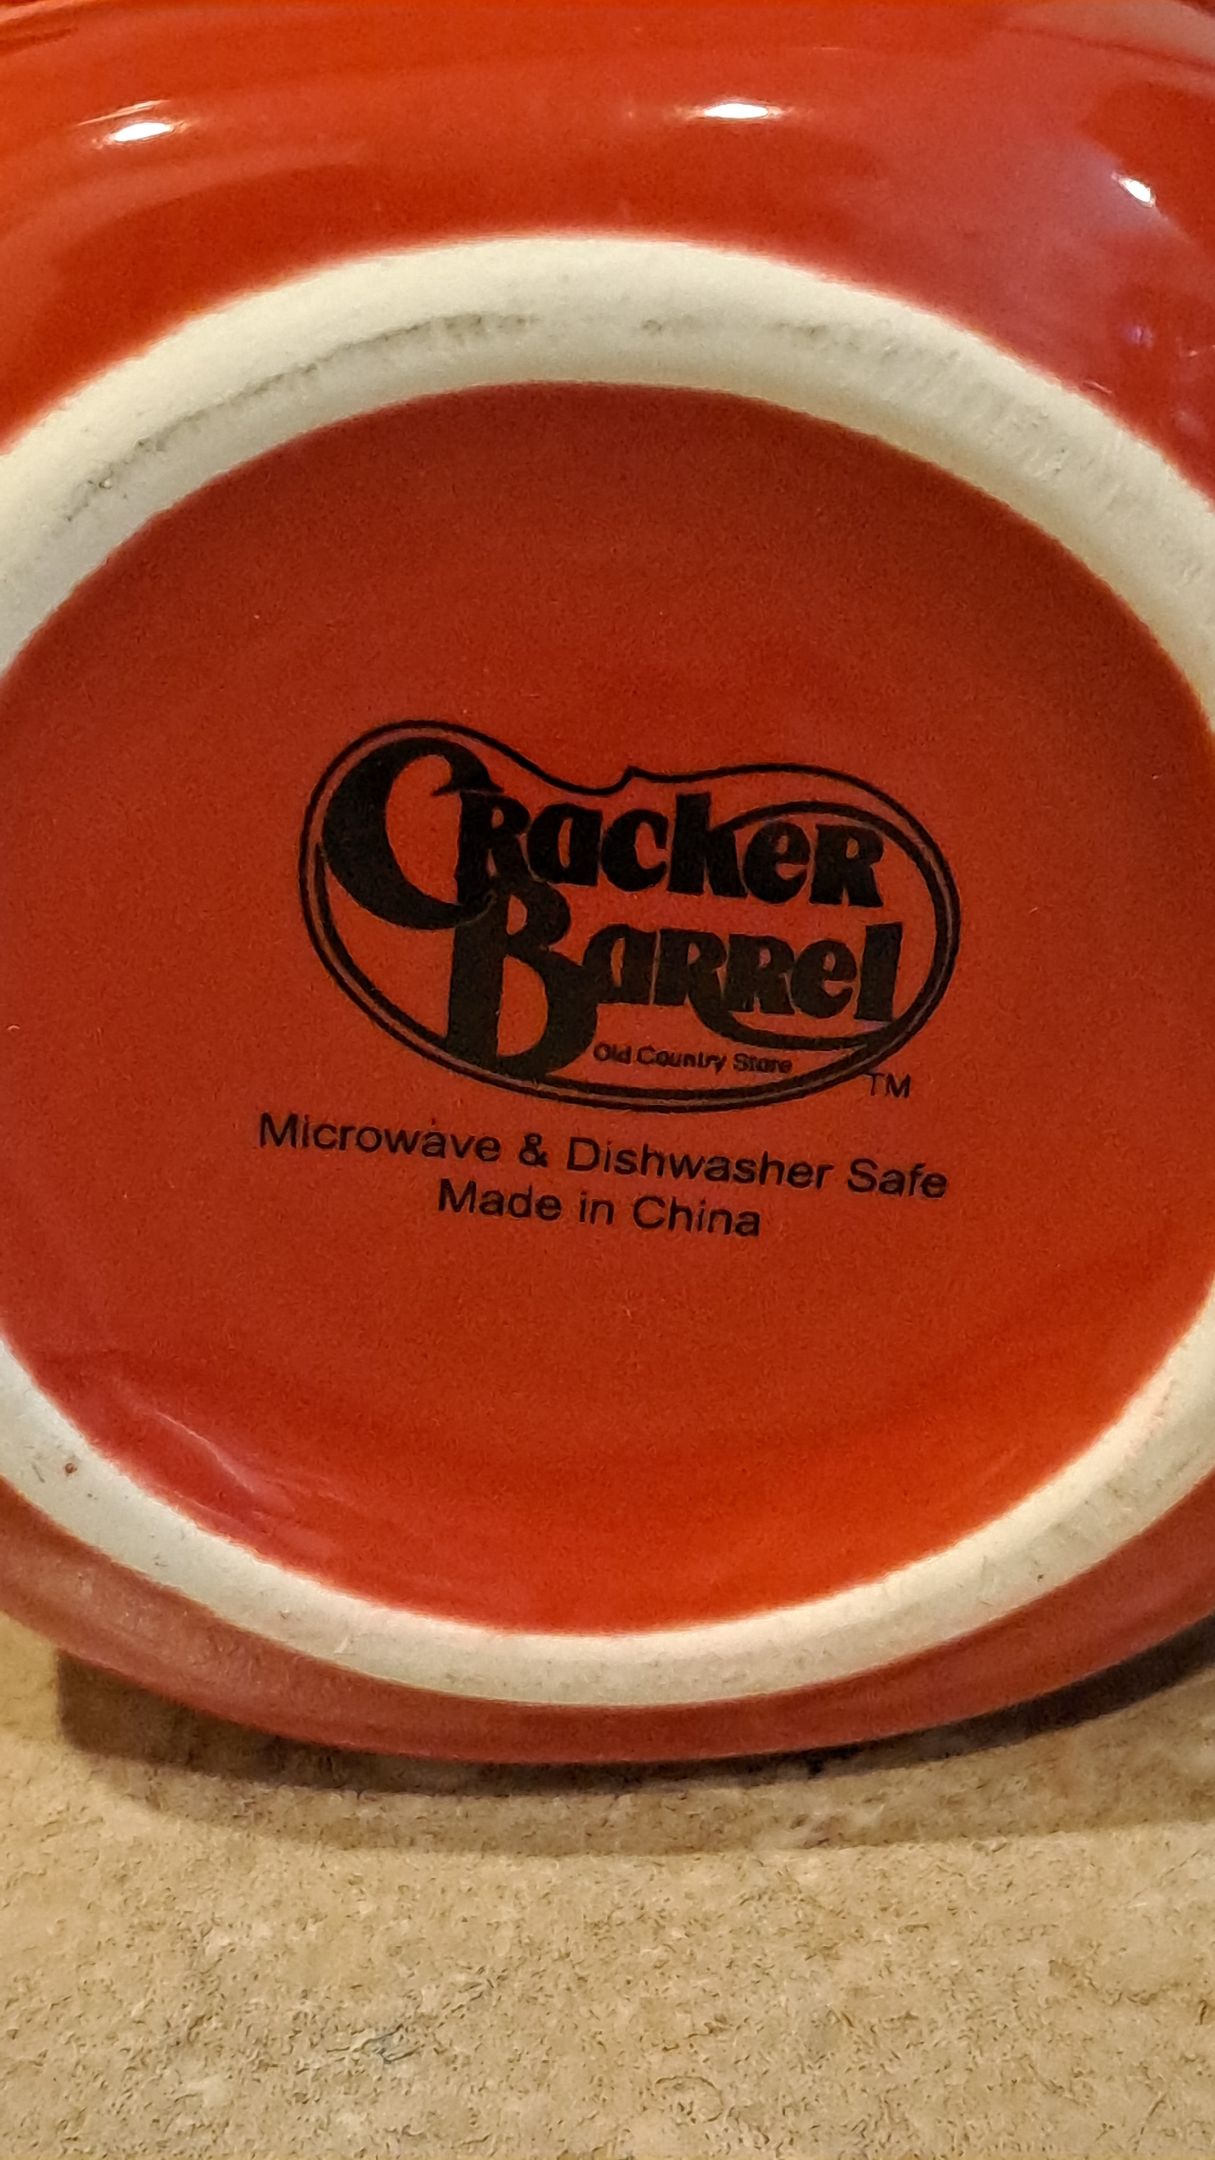 Cracker
Barrel
Old Country Store
TM
Microwave & Dishwasher Safe
Made in China